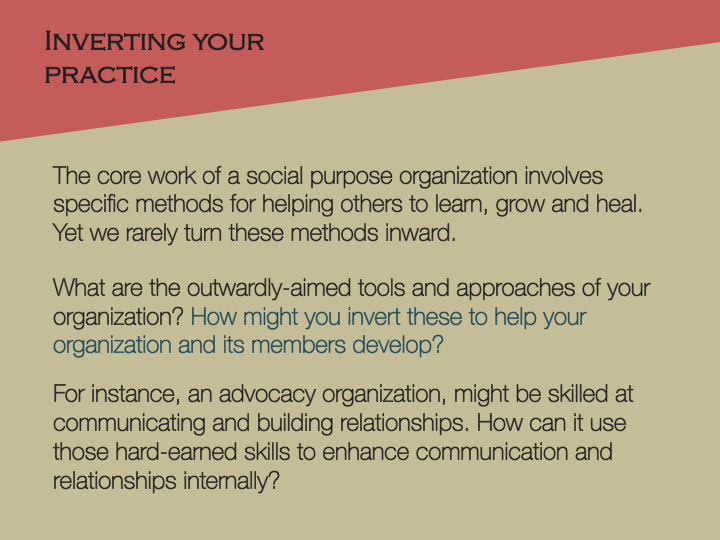 Inverting your
practice
The core work of a social purpose organization involves
specific methods for helping others to learn, grow and heal.
Yet we rarely turn these methods inward.
What are the outwardly-aimed tools and approaches of your
organization? How might you invert these to help your
organization and its members develop?
For instance, an advocacy organization, might be skilled at
communicating and building relationships. How can it use
those hard-earned skills to enhance communication and
relationships internally?